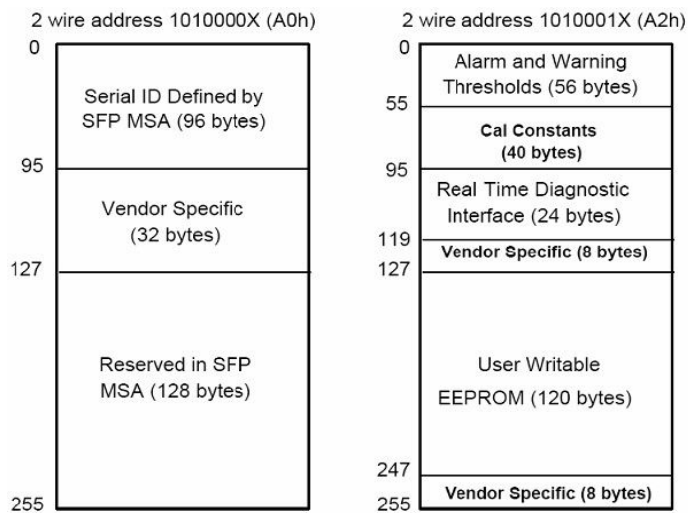 2 wire address 1010000X (A0h)
0
Serial ID Defined by
SFP MSA (96 bytes)
95
Vendor Specific
(32 bytes)
127
Reserved in SFP
MSA (128 bytes)
255
2 wire address 1010001X (A2h)
0
Alarm and Warning
Thresholds (56 bytes)
55
Cal Constants
(40 bytes)
95
Real Time Diagnostic
Interface (24 bytes)
119
Vendor Specific (8 bytes)
127
User Writable
EEPROM (120 bytes)
247
Vendor Specific (8 bytes)
255